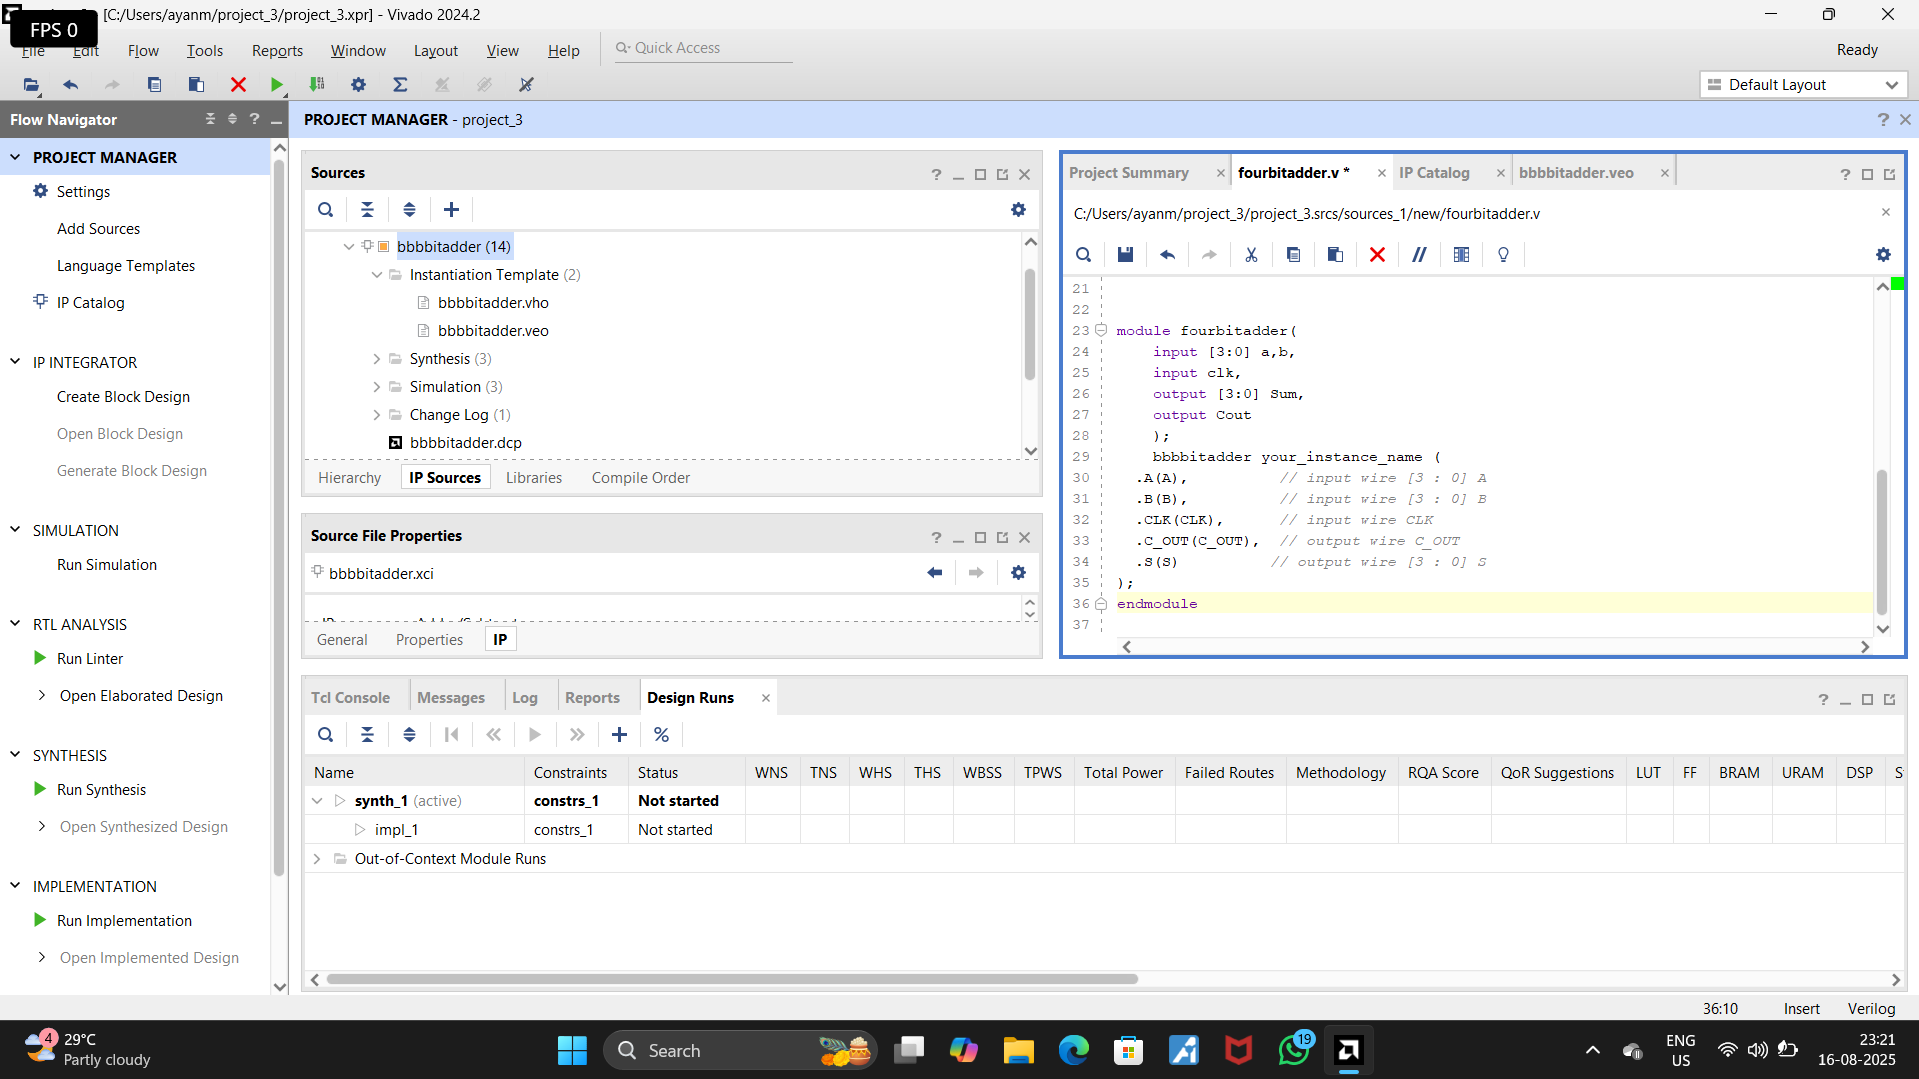 [C:/Users/ayanm/project_3/project_3.xpr] - Vivado 2024.2
FPS 0
File Edit Flow Tools Reports Window Layout View Help
Quick Access
Ready
Default Layout
Flow Navigator
PROJECT MANAGER
Settings
Add Sources
Language Templates
IP Catalog
IP INTEGRATOR
Create Block Design
Open Block Design
Generate Block Design
SIMULATION
Run Simulation
RTL ANALYSIS
Run Linter
Open Elaborated Design
SYNTHESIS
Run Synthesis
Open Synthesized Design
IMPLEMENTATION
Run Implementation
Open Implemented Design
PROJECT MANAGER - project_3
Sources
bbbbitadder (14)
Instantiation Template (2)
bbbbitadder.vho
bbbbitadder.veo
Synthesis (3)
Simulation (3)
Change Log (1)
bbbbitadder.dcp
Hierarchy IP Sources Libraries Compile Order
Source File Properties
bbbbitadder.xci
General Properties IP
Project Summary fourbitadder.v * IP Catalog bbbbitadder.veo
C:/Users/ayanm/project_3/project_3.srcs/sources_1/new/fourbitadder.v
21
22
23 module fourbitadder(
24 input [3:0] a,b,
25 input clk,
26 output [3:0] Sum,
27 output Cout
28 );
29 bbbbitadder your_instance_name (
30 .A(A), // input wire [3 : 0] A
31 .B(B), // input wire [3 : 0] B
32 .CLK(CLK), // input wire CLK
33 .C_OUT(C_OUT), // output wire C_OUT
34 .S(S) // output wire [3 : 0] S
35 );
36 endmodule
37
Tcl Console Messages Log Reports Design Runs
Name Constraints Status WNS TNS WHS THS WBSS TPWS Total Power Failed Routes Methodology RQA Score QoR Suggestions LUT FF BRAM URAM DSP S
synth_1 (active) constrs_1 Not started
impl_1 constrs_1 Not started
Out-of-Context Module Runs
36:10 Insert Verilog
4
29°C
Partly cloudy
Search
19
ENG
US
23:21
16-08-2025